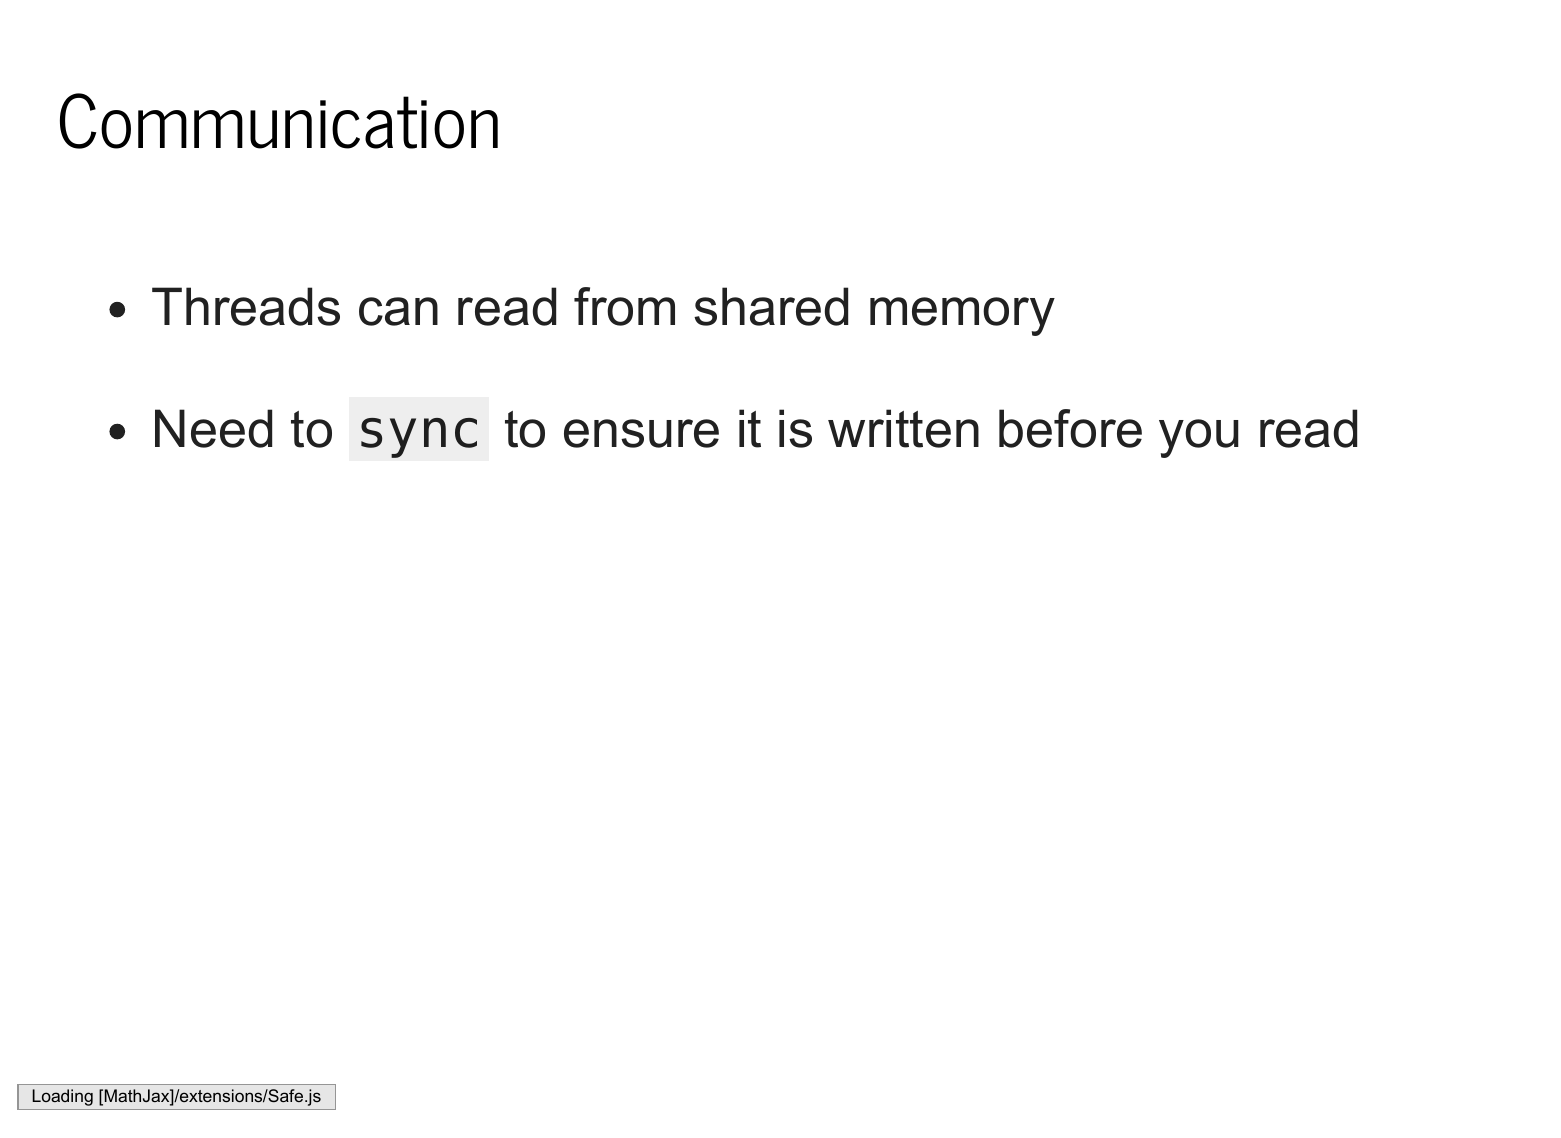 Communication
• Threads can read from shared memory
• Need to sync to ensure it is written before you read
Loading [MathJax]/extensions/Safe.js